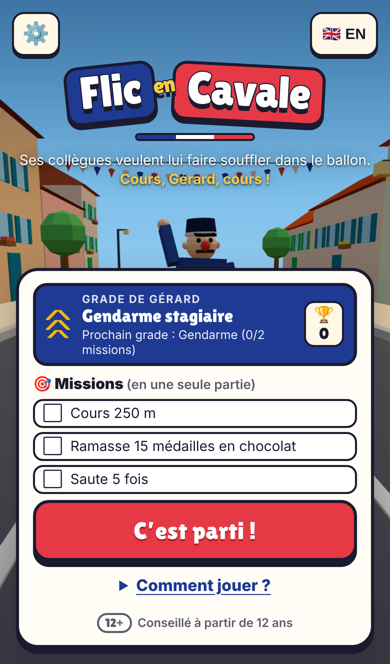 EN
Flic en Cavale
Ses collègues veulent lui faire souffler dans le ballon.
Cours, Gérard, cours !
GRADE DE GÉRARD
Gendarme stagiaire
Prochain grade : Gendarme (0/2
missions)
0
Missions (en une seule partie)
Cours 250 m
Ramasse 15 médailles en chocolat
Saute 5 fois
C'est parti !
Comment jouer ?
12+ Conseillé à partir de 12 ans